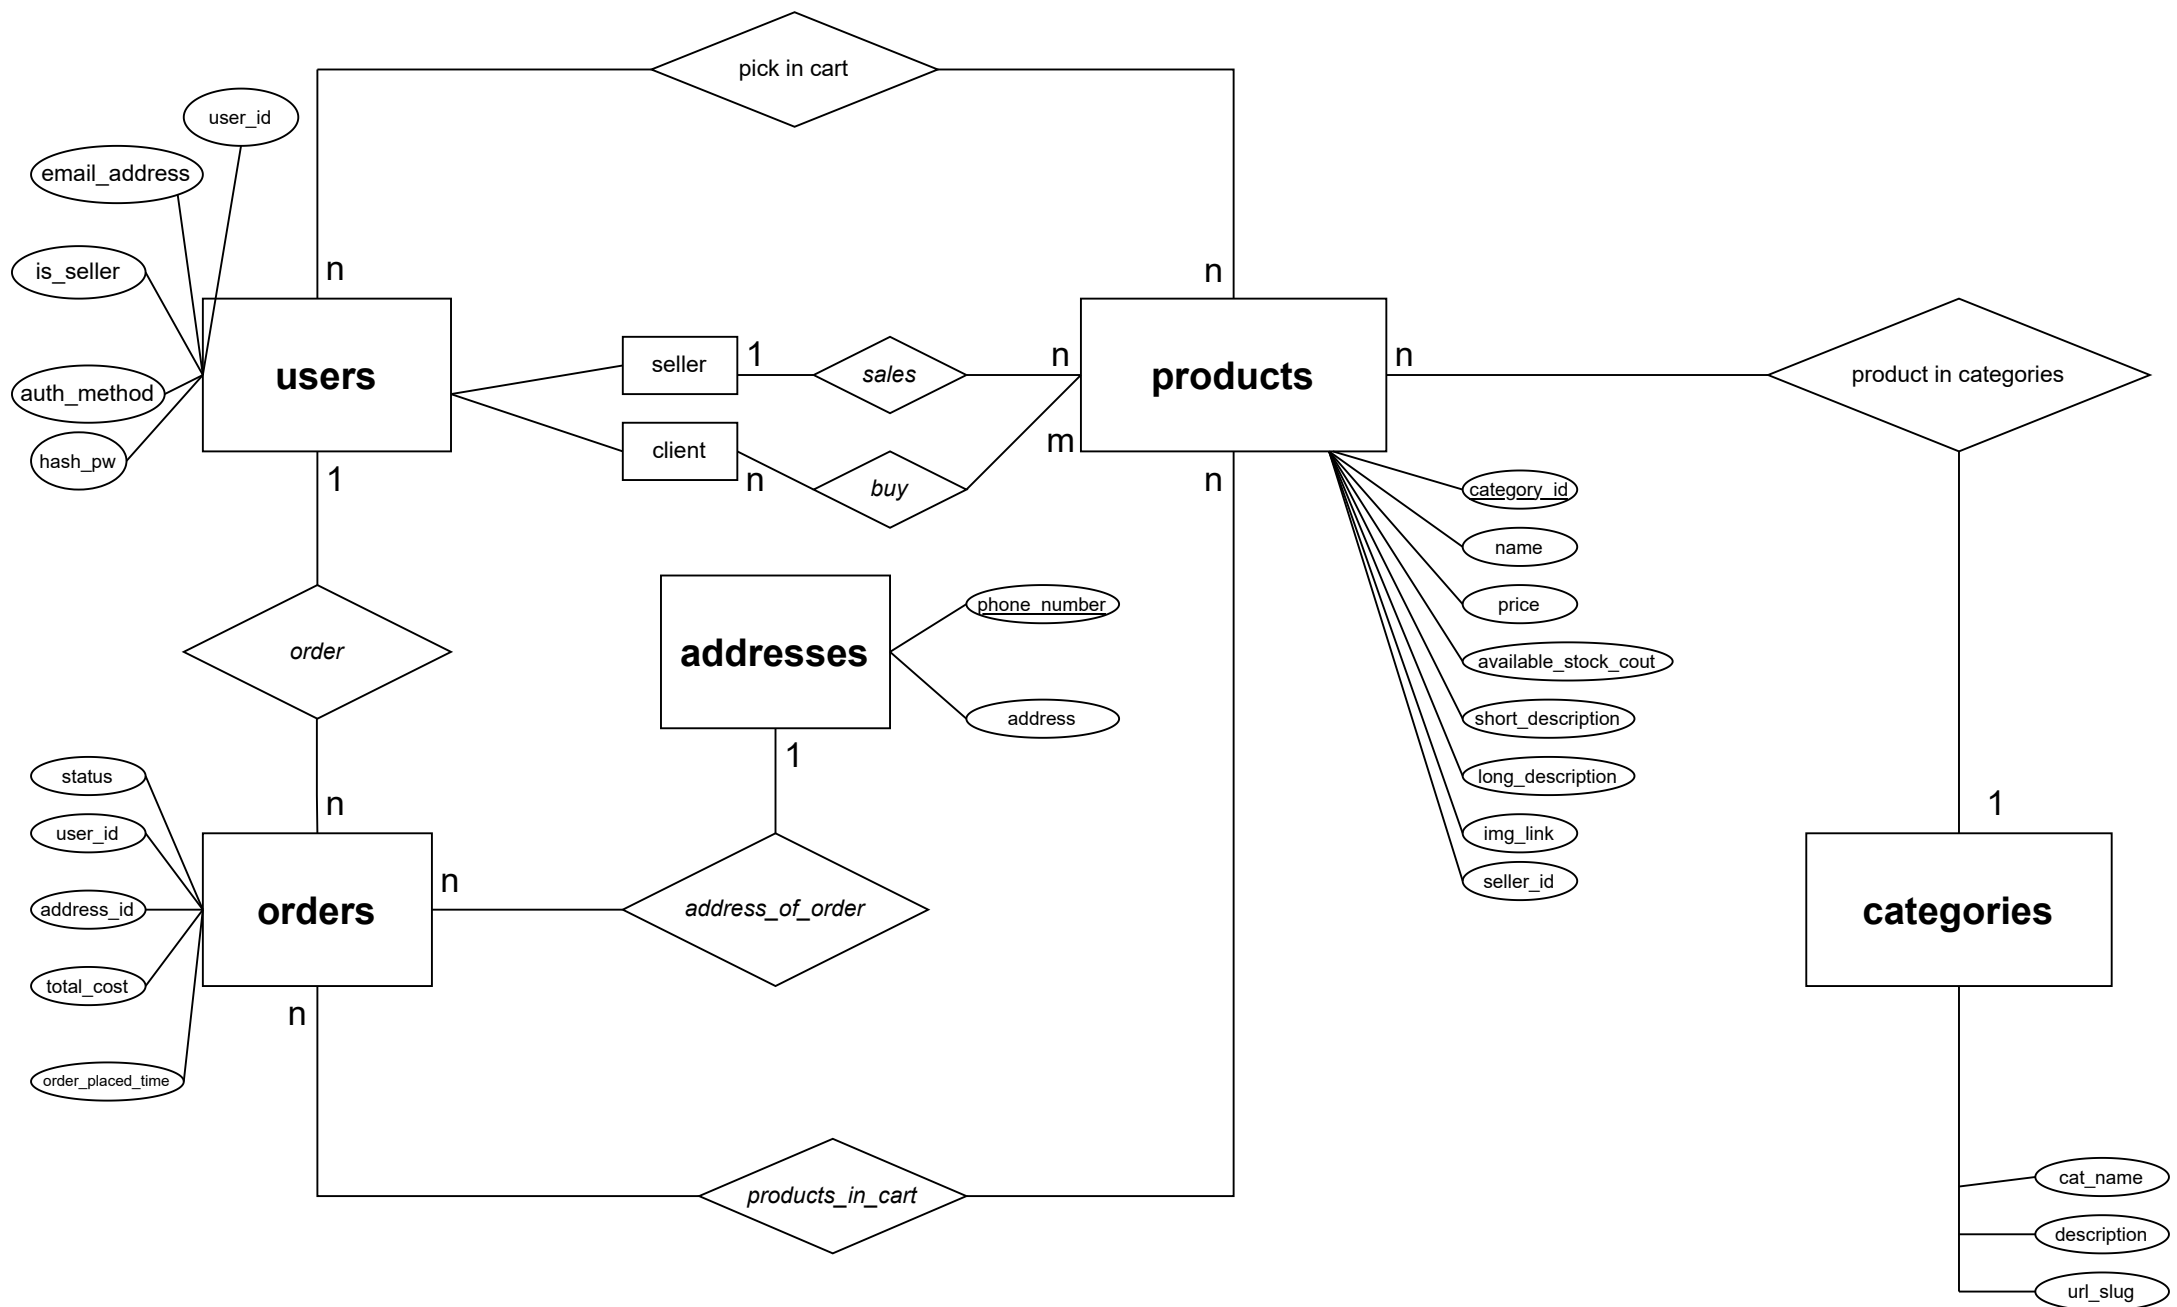 pick in cart
user_id
email_address
is_seller
n
n
auth_method
hash_pw
users
seller
1
sales
n
products
n
product in categories
client
n
buy
m
1
n
category_id
name
price
available_stock_cout
short_description
long_description
img_link
seller_id
order
addresses
phone_number
address
1
status
user_id
address_id
total_cost
order_placed_time
n
orders
n
address_of_order
n
1
categories
products_in_cart
cat_name
description
url_slug